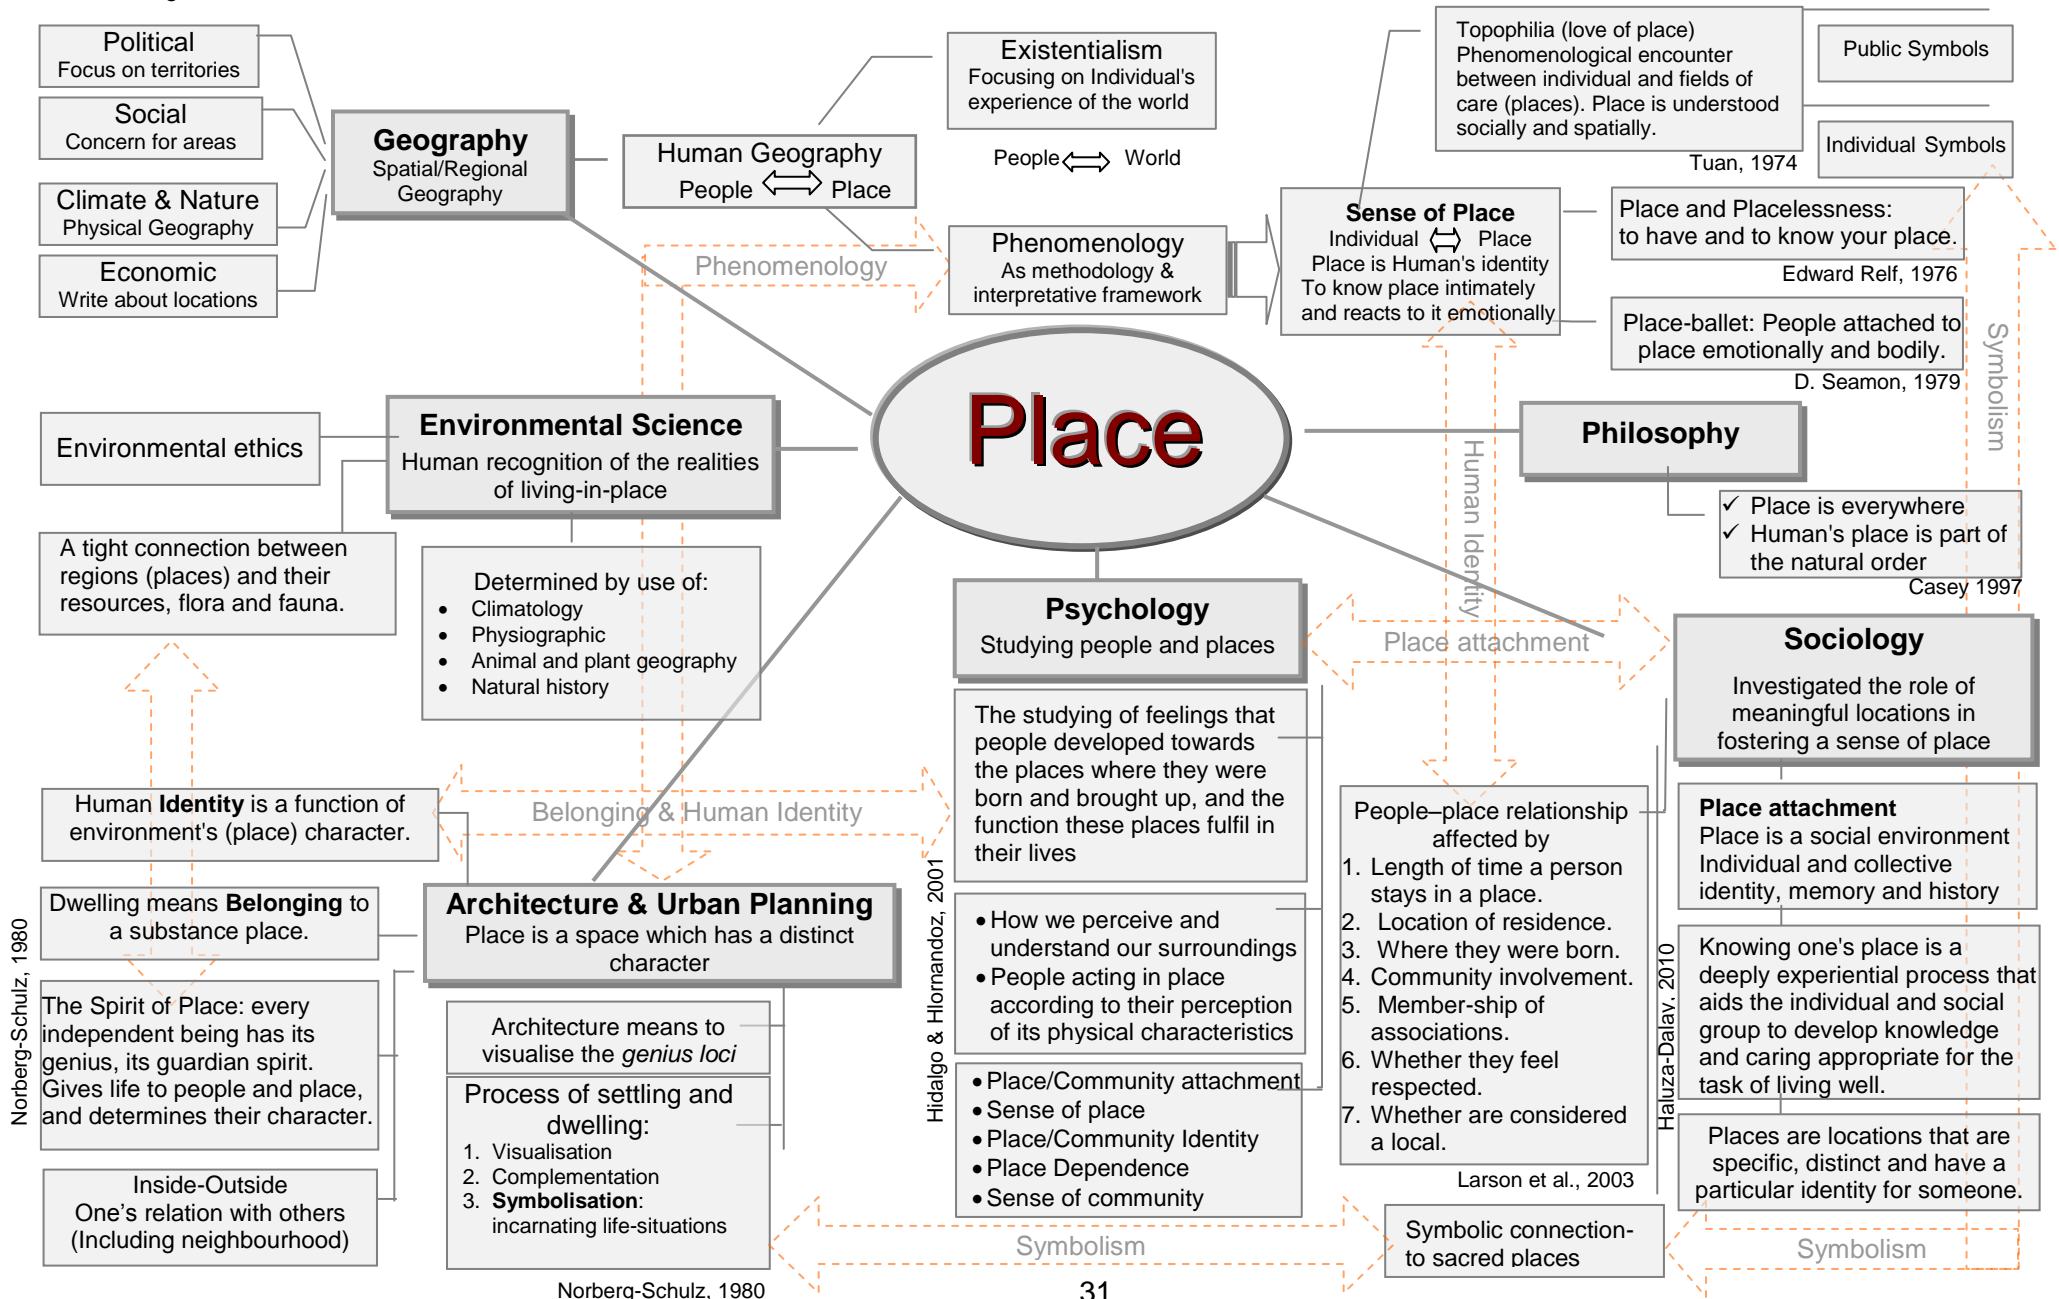 Political
Focus on territories
Social
Concern for areas
Climate & Nature
Physical Geography
Economic
Write about locations
Geography
Spatial/Regional
Geography
Human Geography
People Place
Existentialism
Focusing on Individual's
experience of the world
People World
Phenomenology
Phenomenology
As methodology &
interpretative framework
Sense of Place
Individual Place
Place is Human's identity
To know place intimately
and reacts to it emotionally
Topophilia (love of place)
Phenomenological encounter
between individual and fields of
care (places). Place is understood
socially and spatially.
Tuan, 1974
Public Symbols
Individual Symbols
Place and Placelessness:
to have and to know your place.
Edward Relf, 1976
Place-ballet: People attached to
place emotionally and bodily.
D. Seamon, 1979
Symbolism
Place
Environmental Science
Human recognition of the realities
of living-in-place
Environmental ethics
A tight connection between
regions (places) and their
resources, flora and fauna.
Determined by use of:
• Climatology
• Physiographic
• Animal and plant geography
• Natural history
Human Identity
Philosophy
✓ Place is everywhere
✓ Human's place is part of
the natural order
Casey 1997
Psychology
Studying people and places
Place attachment
Sociology
Investigated the role of
meaningful locations in
fostering a sense of place
The studying of feelings that
people developed towards
the places where they were
born and brought up, and the
function these places fulfil in
their lives
• How we perceive and
understand our surroundings
• People acting in place
according to their perception
of its physical characteristics
• Place/Community attachment
• Sense of place
• Place/Community Identity
• Place Dependence
• Sense of community
Hidalgo & Hlornandoz, 2001
People–place relationship
affected by
1. Length of time a person
stays in a place.
2. Location of residence.
3. Where they were born.
4. Community involvement.
5. Member-ship of
associations.
6. Whether they feel
respected.
7. Whether are considered
a local.
Larson et al., 2003
Haluza-Dalay, 2010
Place attachment
Place is a social environment
Individual and collective
identity, memory and history
Knowing one's place is a
deeply experiential process that
aids the individual and social
group to develop knowledge
and caring appropriate for the
task of living well.
Places are locations that are
specific, distinct and have a
particular identity for someone.
Belonging & Human Identity
Human Identity is a function of
environment's (place) character.
Dwelling means Belonging to
a substance place.
The Spirit of Place: every
independent being has its
genius, its guardian spirit.
Gives life to people and place,
and determines their character.
Inside-Outside
One’s relation with others
(Including neighbourhood)
Norberg-Schulz, 1980
Architecture & Urban Planning
Place is a space which has a distinct
character
Architecture means to
visualise the genius loci
Process of settling and
dwelling:
1. Visualisation
2. Complementation
3. Symbolisation:
incarnating life-situations
Norberg-Schulz, 1980
Symbolism
Symbolic connection-
to sacred places
Symbolism
31